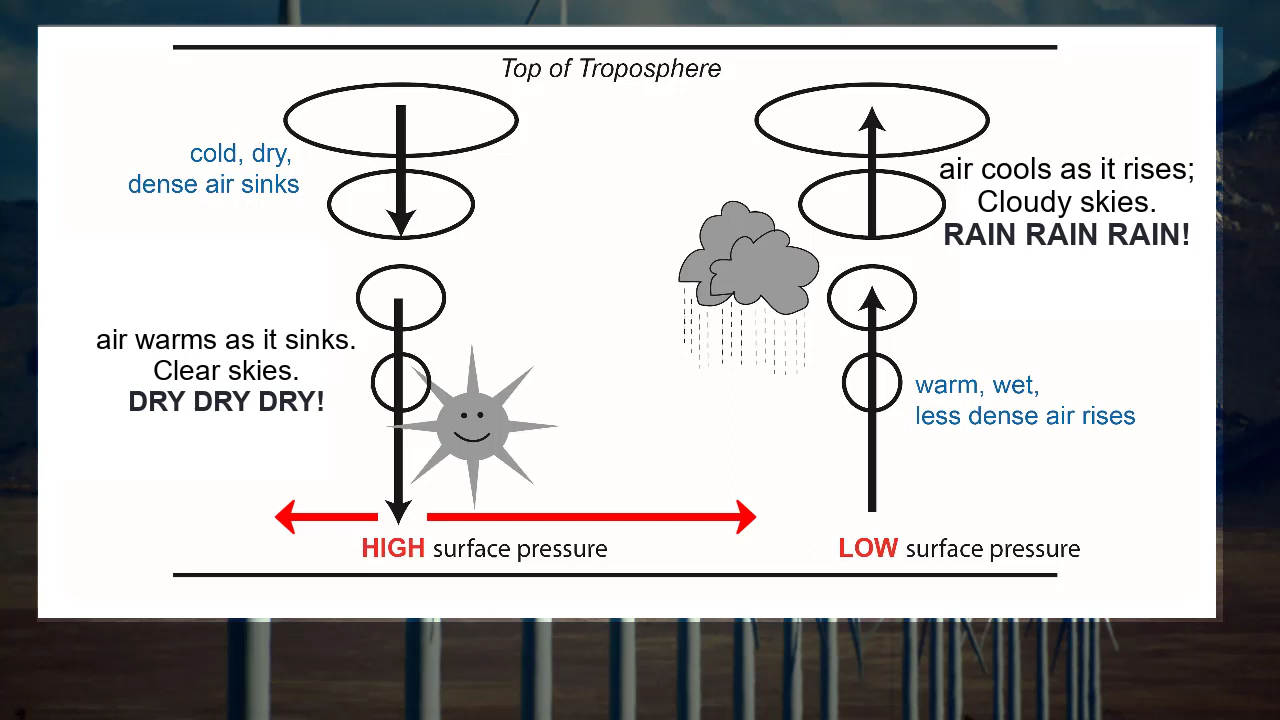 Top of Troposphere
cold, dry,
dense air sinks
air warms as it sinks.
Clear skies.
DRY DRY DRY!
HIGH surface pressure
air cools as it rises;
Cloudy skies.
RAIN RAIN RAIN!
warm, wet,
less dense air rises
LOW surface pressure